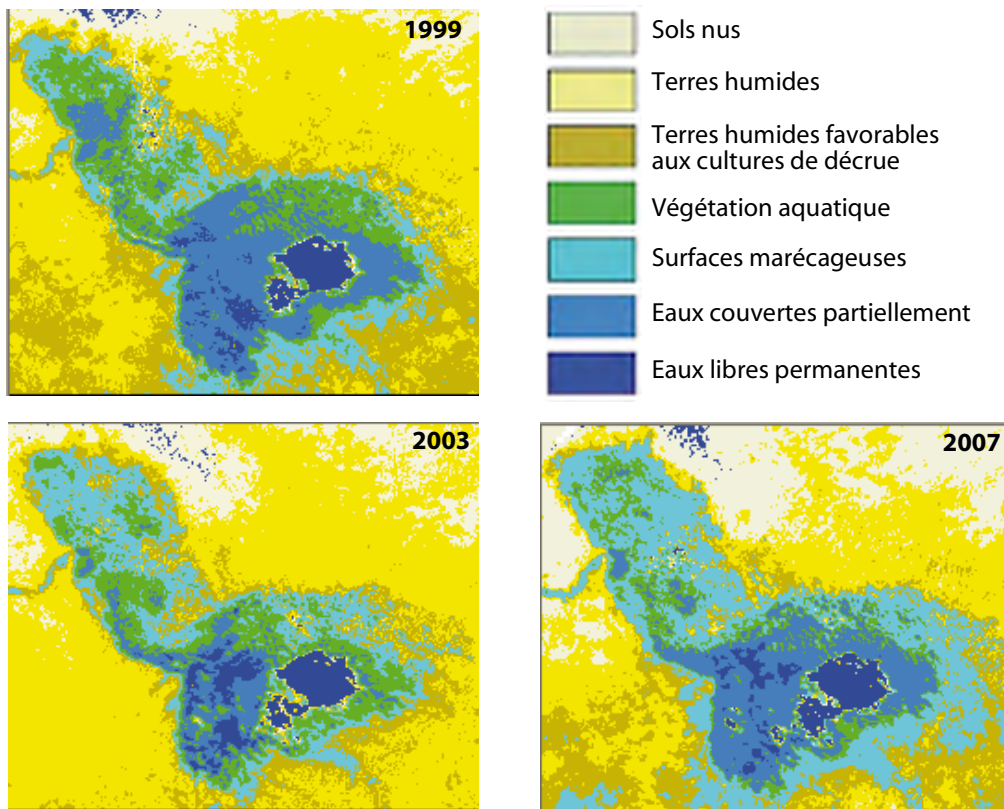 1999
Sols nus
Terres humides
Terres humides favorables
aux cultures de décrue
Végétation aquatique
Surfaces marécageuses
Eaux couvertes partiellement
Eaux libres permanentes
2003
2007